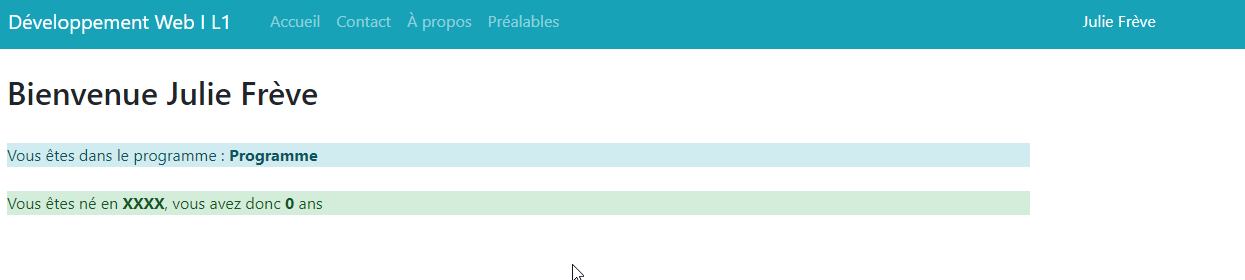 Développement Web I L1 Accueil Contact À propos Préalables Julie Frève
Bienvenue Julie Frève
Vous êtes dans le programme : Programme
Vous êtes né en XXXX, vous avez donc 0 ans